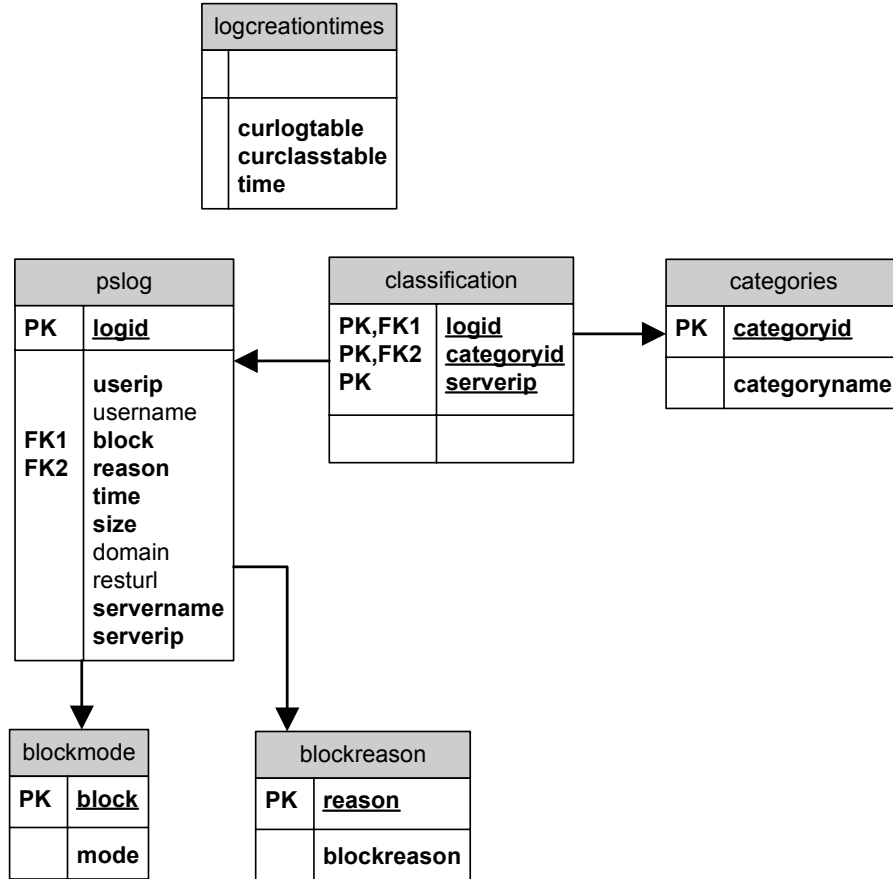 logcreationtimes
curlogtable
curclasstable
time
pslog
PK logid
userip
username
FK1 block
FK2 reason
time
size
domain
resturl
servername
serverip
classification
PK,FK1 logid
PK,FK2 categoryid
PK serverip
categories
PK categoryid
categoryname
blockmode
PK block
mode
blockreason
PK reason
blockreason